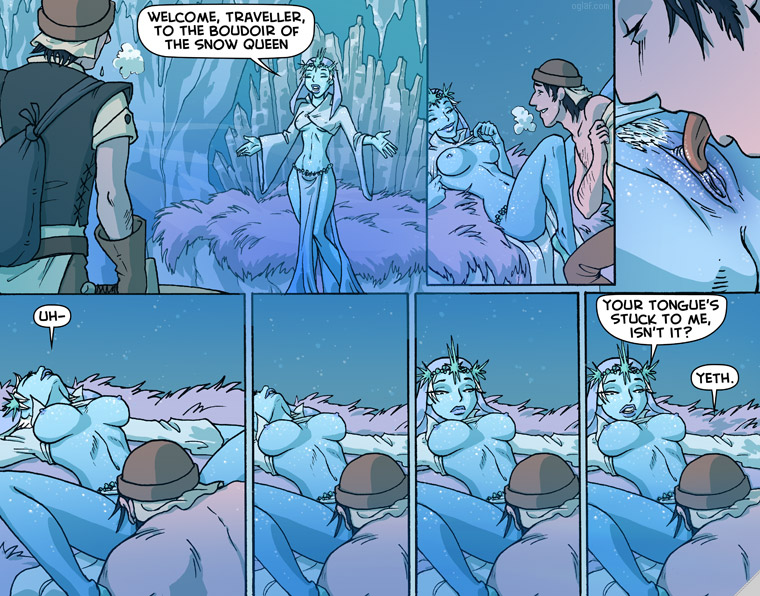 WELCOME, TRAVELLER,
TO THE BOUDOIR OF
THE SNOW QUEEN
oglaf.com
UH-
YOUR TONGUE'S
STUCK TO ME,
ISN'T IT?
YETH.